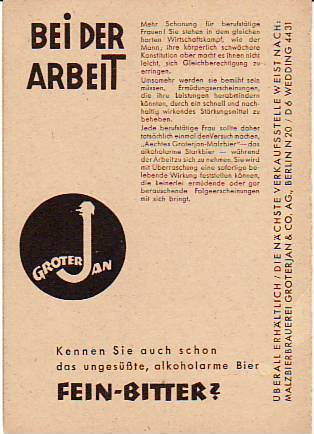 BEI DER
ARBEIT
Mehr Schonung für berufstätige
Frauen! Sie stehen in dem gleichen
harten Wirtschaftskampf, wie der
Mann; ihre körperlich schwächere
Konstitution aber macht es ihnen nicht
leicht, sich Gleichberechtigung zu
erringen.
Umsomehr werden sie bemüht sein
müssen, Ermüdungserscheinungen,
die ihre Leistungen herabmindern
könnten, durch ein schnell und nach-
haltig wirkendes Stärkungsmittel zu
beheben.
Jede berufstätige Frau sollte daher
tatsächlich einmal den Versuch machen,
„Aechtes Groterjan-Malzbier“—das
alkoholarme Starkbier — während
der Arbeit zu sich zu nehmen. Sie wird
mit Überraschung eine sofortige be-
lebende Wirkung feststellen können,
die keinerlei ermüdende oder gar
berauschende Folgeerscheinungen
mit sich bringt.
ÜBERALL ERHÄLTLICH / DIE NÄCHSTE VERKAUFSSTELLE WEIST NACH:
MALZBIERBRAUEREI GROTERJAN & CO. AG., BERLIN N 20 / D 6 WEDDING 4431
GROTERJAN
Kennen Sie auch schon
das ungesüßte, alkoholarme Bier
FEIN-BITTER?